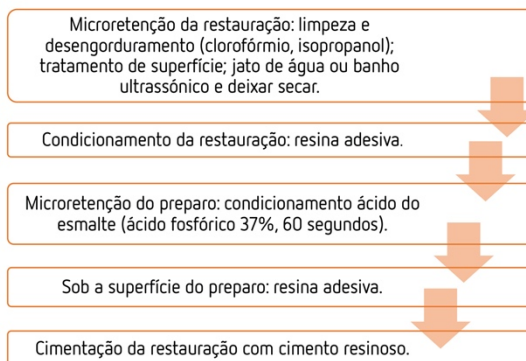 Microretenção da restauração: limpeza e
desengorduramento (clorofórmio, isopropanol);
tratamento de superfície; jato de água ou banho
ultrassónico e deixar secar.
Condicionamento da restauração: resina adesiva.
Microretenção do preparo: condicionamento ácido do
esmalte (ácido fosfórico 37%, 60 segundos).
Sob a superfície do preparo: resina adesiva.
Cimentação da restauração com cimento resinoso.